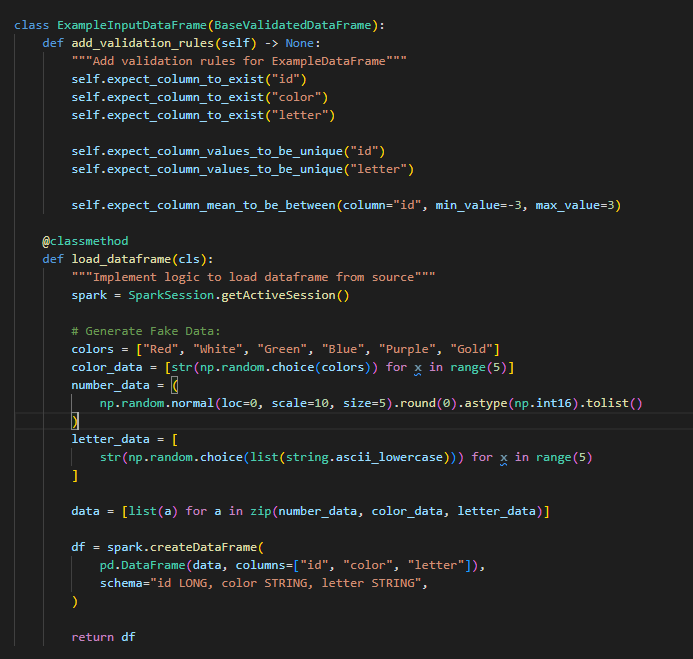 class ExampleInputDataFrame(BaseValidatedDataFrame):
    def add_validation_rules(self) -> None:
        """Add validation rules for ExampleDataFrame"""
        self.expect_column_to_exist("id")
        self.expect_column_to_exist("color")
        self.expect_column_to_exist("letter")

        self.expect_column_values_to_be_unique("id")
        self.expect_column_values_to_be_unique("letter")

        self.expect_column_mean_to_be_between(column="id", min_value=-3, max_value=3)

    @classmethod
    def load_dataframe(cls):
        """Implement logic to load dataframe from source"""
        spark = SparkSession.getActiveSession()

        # Generate Fake Data:
        colors = ["Red", "White", "Green", "Blue", "Purple", "Gold"]
        color_data = [str(np.random.choice(colors)) for x in range(5)]
        number_data = (
            np.random.normal(loc=0, scale=10, size=5).round(0).astype(np.int16).tolist()
        )
        letter_data = [
            str(np.random.choice(list(string.ascii_lowercase))) for x in range(5)
        ]

        data = [list(a) for a in zip(number_data, color_data, letter_data)]

        df = spark.createDataFrame(
            pd.DataFrame(data, columns=["id", "color", "letter"]),
            schema="id LONG, color STRING, letter STRING",
        )

        return df